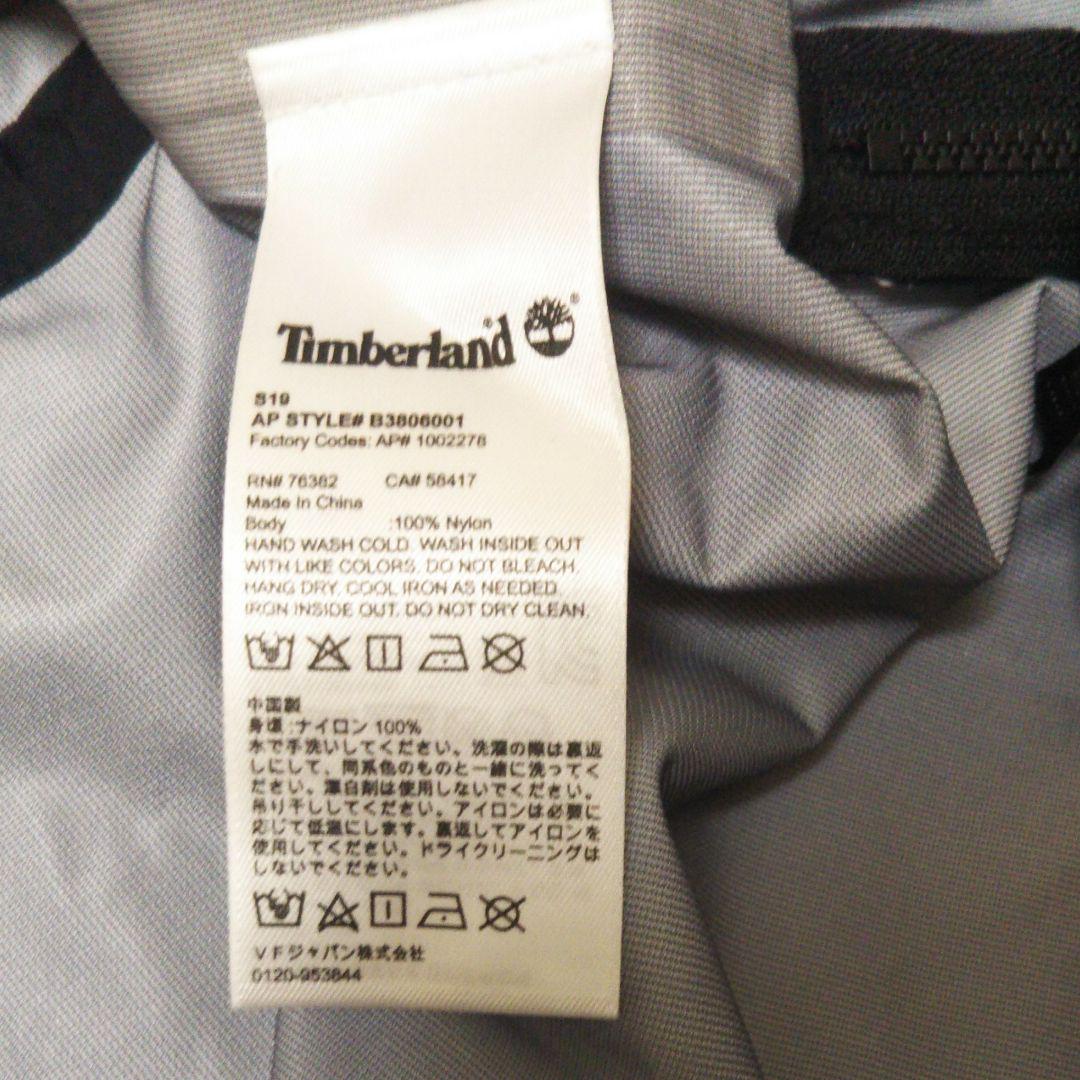 Timberland®
S19
AP STYLE# B3806001
Factory Codes: AP# 1002278
RN# 76382 CA# 58417
Made In China
Body :100% Nylon
HAND WASH COLD. WASH INSIDE OUT
WITH LIKE COLORS. DO NOT BLEACH.
HANG DRY. COOL IRON AS NEEDED.
IRON INSIDE OUT. DO NOT DRY CLEAN.
中国製
身頃 :ナイロン 100%
水で手洗いしてください。洗濯の際は裏返
しにして、同系色のものと一緒に洗ってく
ださい。漂白剤は使用しないでください。
吊り干ししてください。アイロンは必要に
応じて低温にします。裏返してアイロンを
使用してください。ドライクリーニングは
しないでください。
VFジャパン株式会社
0120-953844